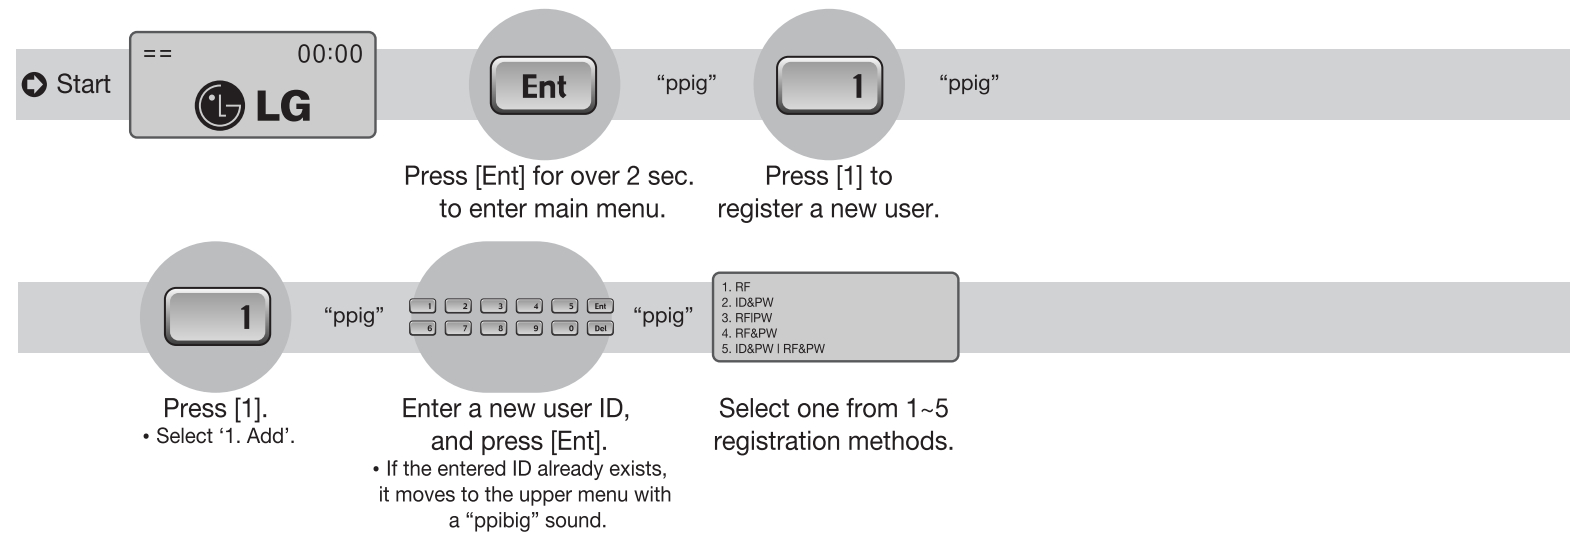 Start
== 00:00
LG
Ent
“ppig”
1
“ppig”
Press [Ent] for over 2 sec.
to enter main menu.
Press [1] to
register a new user.
1
“ppig”
1 2 3 4 5 Ent
6 7 8 9 0 Del
“ppig”
1. RF
2. ID&PW
3. RF|PW
4. RF&PW
5. ID&PW | RF&PW
Press [1].
• Select ‘1. Add’.
Enter a new user ID,
and press [Ent].
• If the entered ID already exists,
it moves to the upper menu with
a “ppibig” sound.
Select one from 1~5
registration methods.